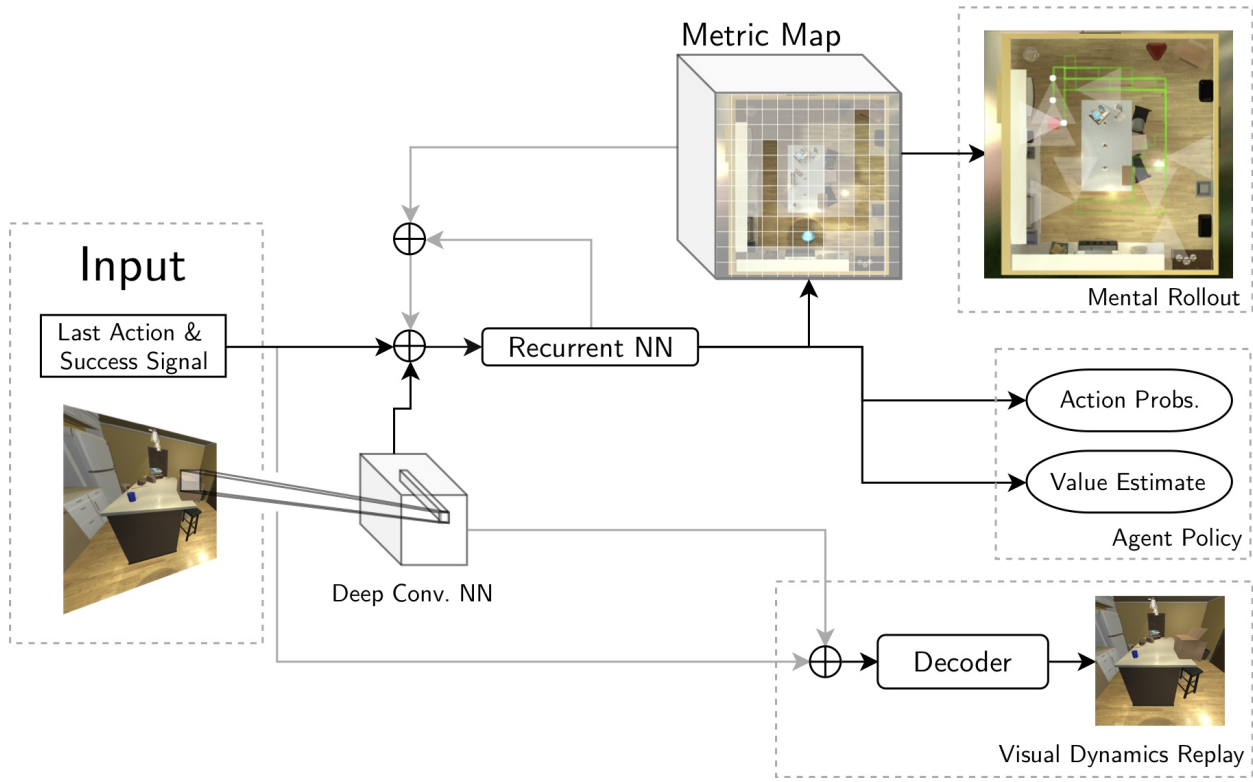 Metric Map
Mental Rollout
Input
Last Action &
Success Signal
Recurrent NN
Action Probs.
Value Estimate
Agent Policy
Deep Conv. NN
Decoder
Visual Dynamics Replay